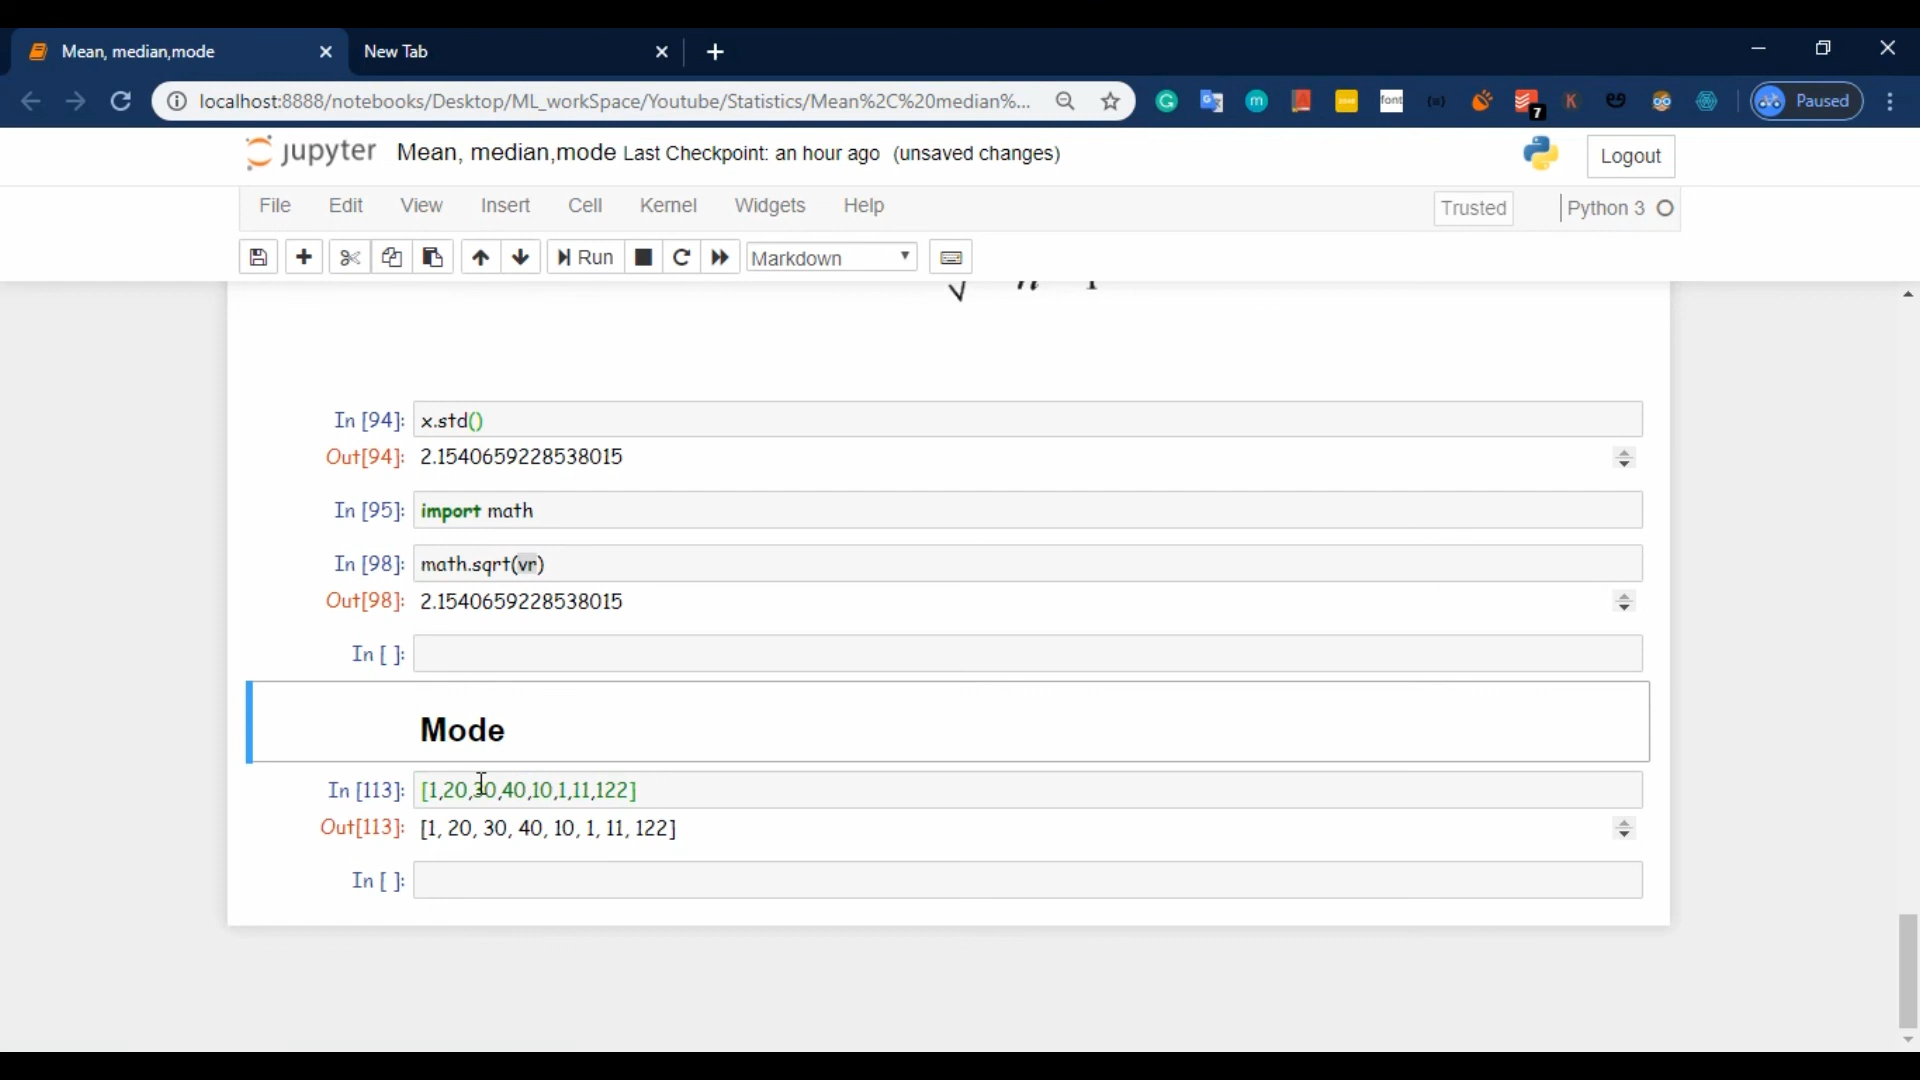 Mean, median,mode
New Tab
localhost:8888/notebooks/Desktop/ML_workSpace/Youtube/Statistics/Mean%2C%20median%...
font
7
K
Paused
jupyter Mean, median,mode Last Checkpoint: an hour ago (unsaved changes)
Logout
File Edit View Insert Cell Kernel Widgets Help
Trusted
Python 3
Run
Markdown
In [94]: x.std()
Out[94]: 2.1540659228538015
In [95]: import math
In [98]: math.sqrt(vr)
Out[98]: 2.1540659228538015
In [ ]:
Mode
In [113]: [1,20,30,40,10,1,11,122]
Out[113]: [1, 20, 30, 40, 10, 1, 11, 122]
In [ ]: